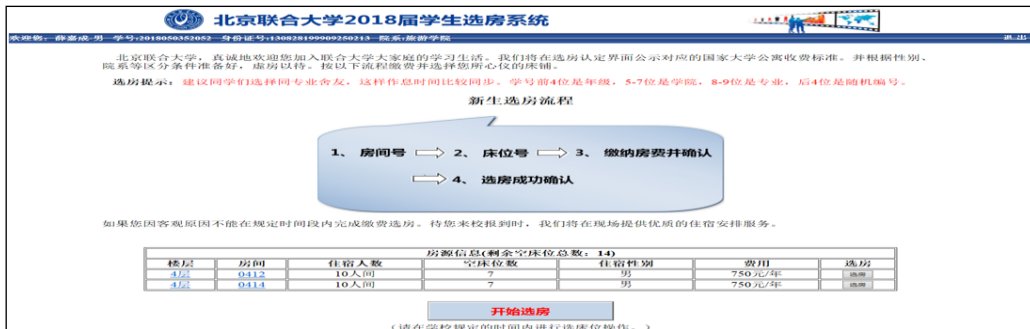 北京联合大学2018届学生选房系统
欢迎您：薛嘉成-男 学号:2018050352052 身份证号:130828199909250213 院系:旅游学院 退出
北京联合大学，真诚地欢迎您加入联合大学大家庭的学习生活。我们将在选房认定界面公示对应的国家大学公寓收费标准。并根据性别、
院系等区分条件准备好，虚房以待。按以下流程缴费并选择您所心仪的床铺。
选房提示：建议同学们选择同专业舍友，这样作息时间比较同步。学号前4位是年级，5-7位是学院，8-9位是专业，后4位是随机编号。
新生选房流程
1、 房间号 2、 床位号 3、 缴纳房费并确认
4、 选房成功确认
如果您因客观原因不能在规定时间段内完成缴费选房。待您来校报到时，我们将在现场提供优质的住宿安排服务。
房源信息(剩余空床位总数：14)
楼层 房间 住宿人数 空床位数 住宿性别 费用 选房
4层 0412 10人间 7 男 750元/年 选房
4层 0414 10人间 7 男 750元/年 选房
开始选房
（请在学校规定的时间内进行选床位操作。）